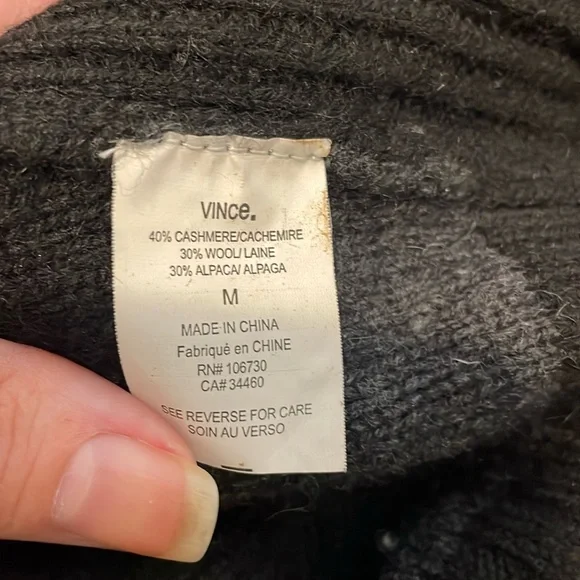 VINCe.
40% CASHMERE/CACHEMIRE
30% WOOL/LAINE
30% ALPACA/ALPAGA
M
MADE IN CHINA
Fabriqué en CHINE
RN# 106730
CA# 34460
SEE REVERSE FOR CARE
SOIN AU VERSO